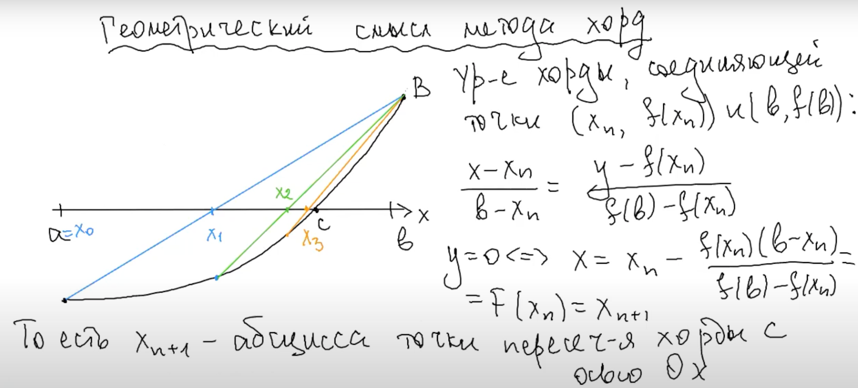 Геометрический смысл метода хорд
B
Ур-е хорды, соединяющей
точки (xₙ, f(xₙ)) и (b, f(b)):
(x-xₙ)/(b-xₙ) = (y-f(xₙ))/(f(b)-f(xₙ))
a=x₀ x₁ x₂ x₃ c b x
y=0 <=> x = xₙ - f(xₙ)(b-xₙ)/(f(b)-f(xₙ)) =
= F(xₙ) = xₙ₊₁
То есть xₙ₊₁ - абсцисса точки пересеч-я хорды с
осью Ox